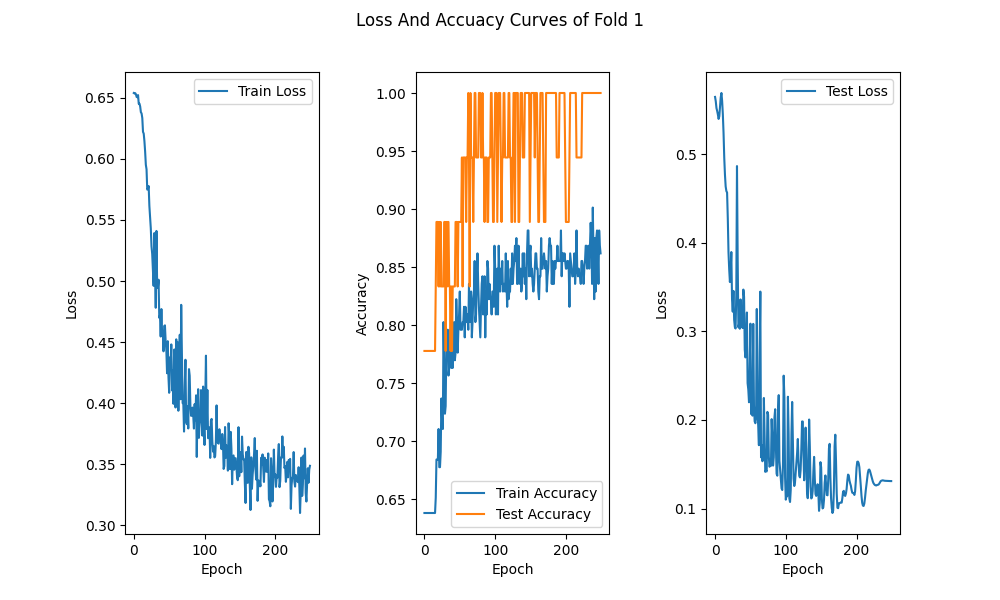 Loss And Accuacy Curves of Fold 1
Loss
0.65
0.60
0.55
0.50
0.45
0.40
0.35
0.30
Train Loss
0 100 200
Epoch
Accuracy
1.00
0.95
0.90
0.85
0.80
0.75
0.70
0.65
Train Accuracy
Test Accuracy
0 100 200
Epoch
Loss
0.5
0.4
0.3
0.2
0.1
Test Loss
0 100 200
Epoch